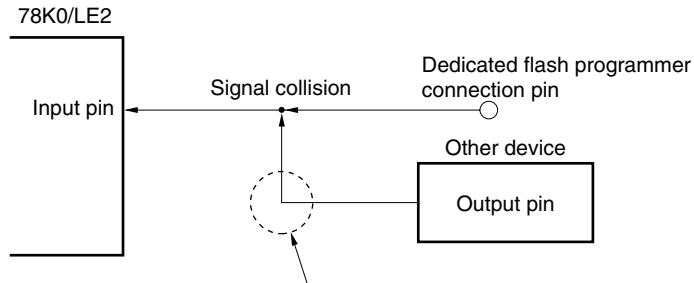 78K0/LE2
Input pin
Signal collision
Dedicated flash programmer
connection pin
Other device
Output pin